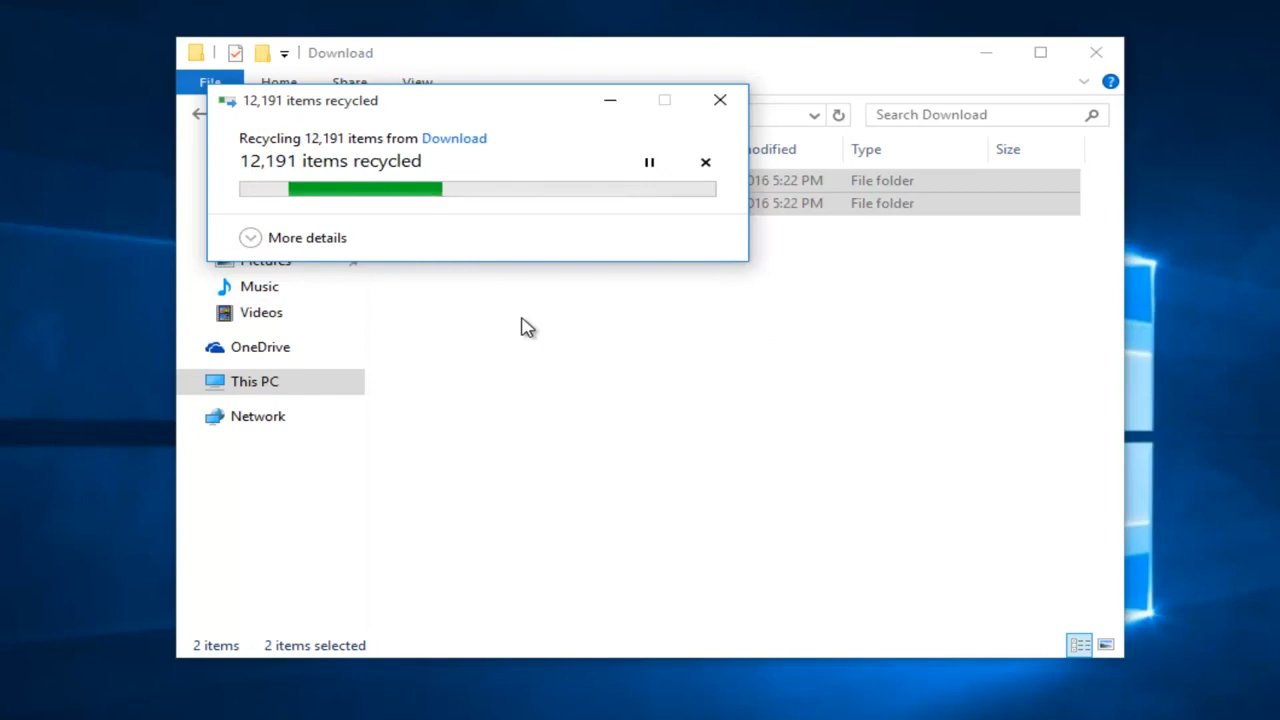 Download
File Home Share View
12,191 items recycled
Search Download
Recycling 12,191 items from Download
12,191 items recycled
Type Size
016 5:22 PM File folder
016 5:22 PM File folder
More details
Pictures
Music
Videos
OneDrive
This PC
Network
2 items 2 items selected